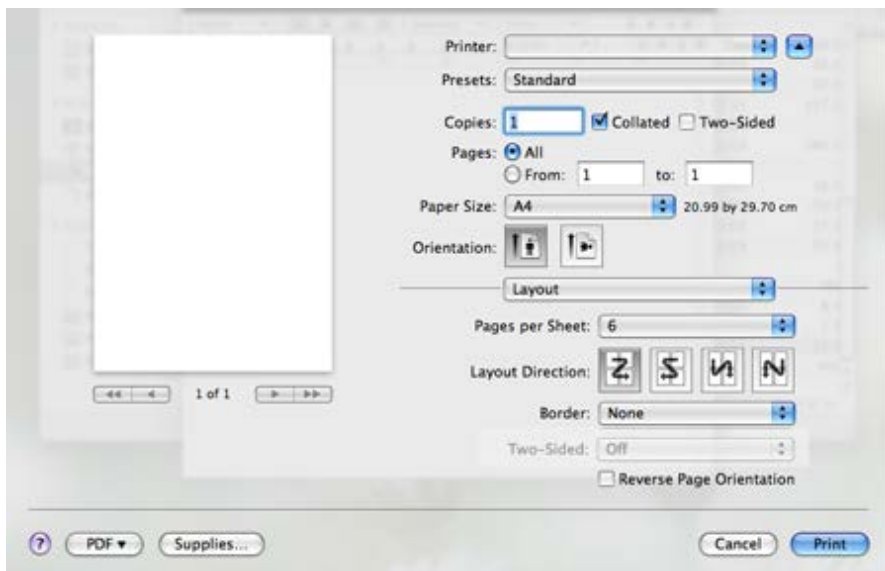 Printer:
Presets: Standard
Copies: 1 Collated Two-Sided
Pages: All
From: 1 to: 1
Paper Size: A4 20.99 by 29.70 cm
Orientation:
Layout
Pages per Sheet: 6
Layout Direction:
1 of 1
Border: None
Two-Sided: Off
Reverse Page Orientation
? PDF Supplies... Cancel Print